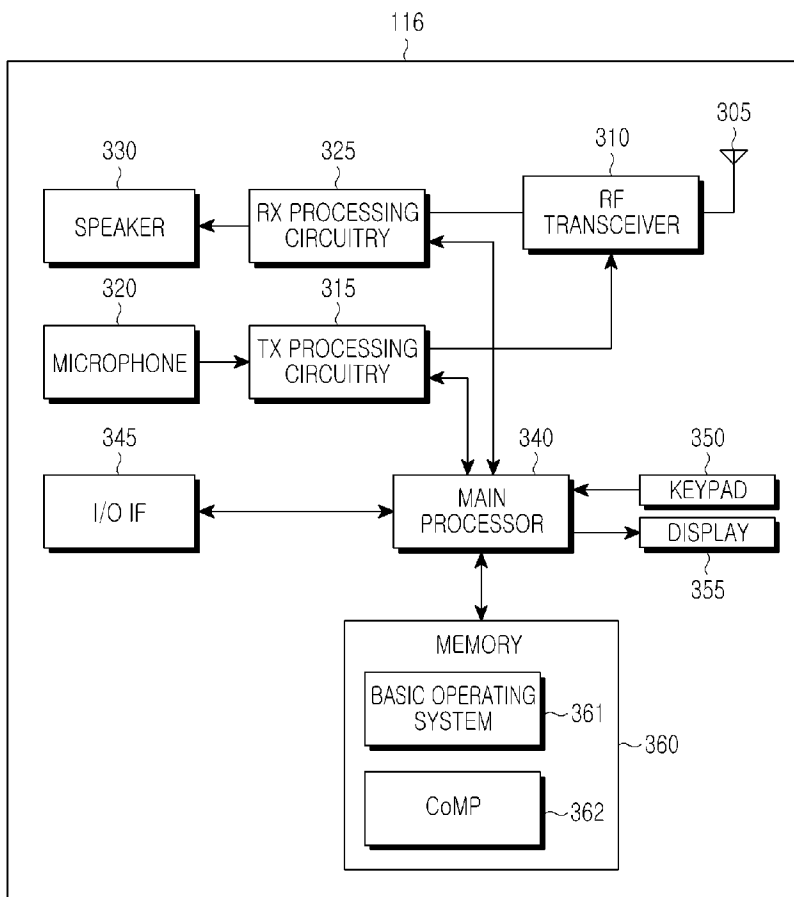 116
305
330
325
310
SPEAKER
RX PROCESSING
CIRCUITRY
RF
TRANSCEIVER
320
315
MICROPHONE
TX PROCESSING
CIRCUITRY
345
340
350
I/O IF
MAIN
PROCESSOR
KEYPAD
DISPLAY
355
MEMORY
BASIC OPERATING
SYSTEM
361
360
CoMP
362